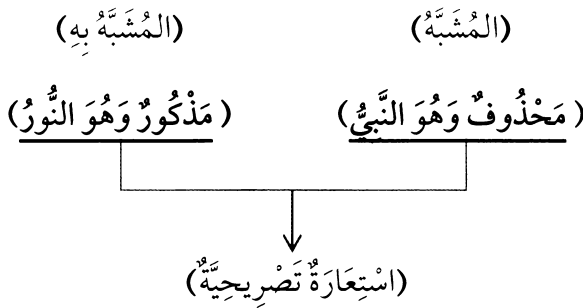 (المُشَبَّهُ) (المُشَبَّهُ بِهِ)
(مَحْذُوفٌ وَهُوَ النَّبِيُّ) (مَذْكُورٌ وَهُوَ النُّورُ)
(اسْتِعَارَةٌ تَصْرِيحِيَّةٌ)